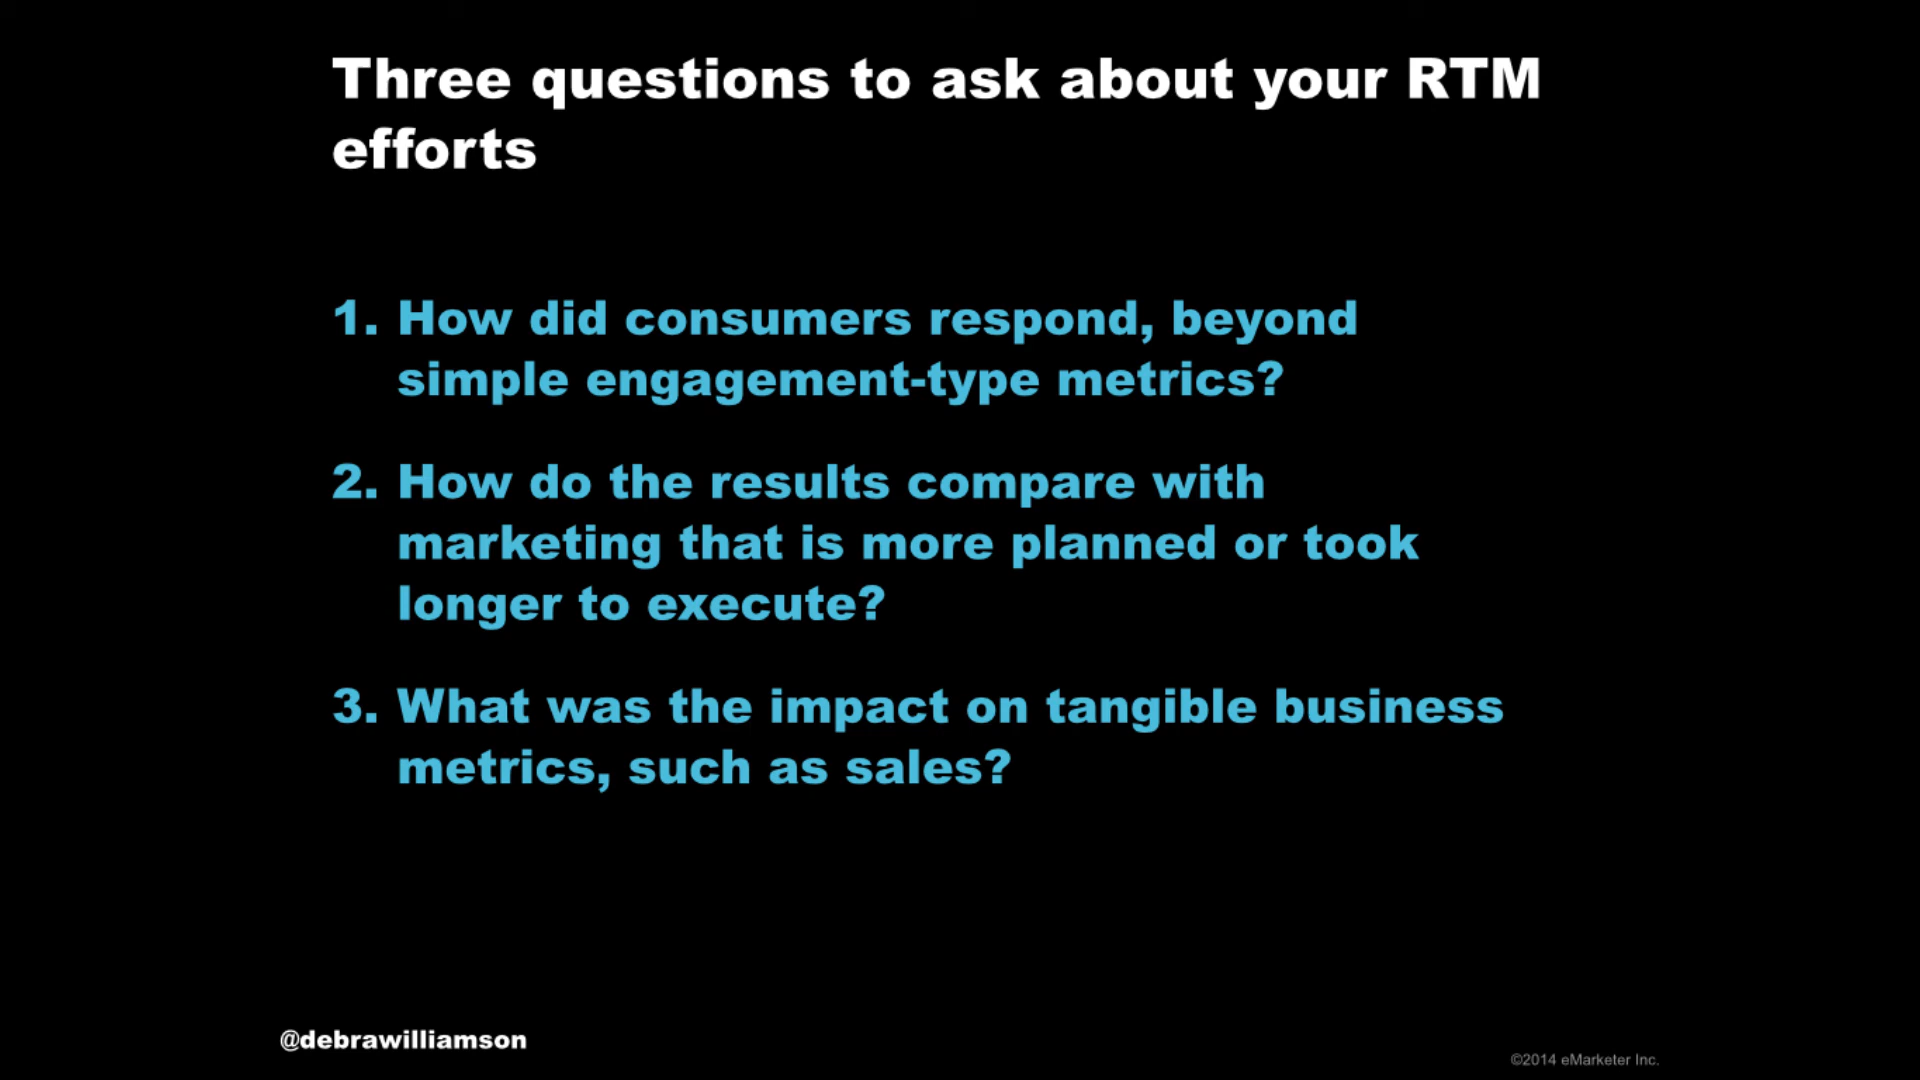 Three questions to ask about your RTM
efforts
1. How did consumers respond, beyond
simple engagement-type metrics?
2. How do the results compare with
marketing that is more planned or took
longer to execute?
3. What was the impact on tangible business
metrics, such as sales?
@debrawilliamson
©2014 eMarketer Inc.